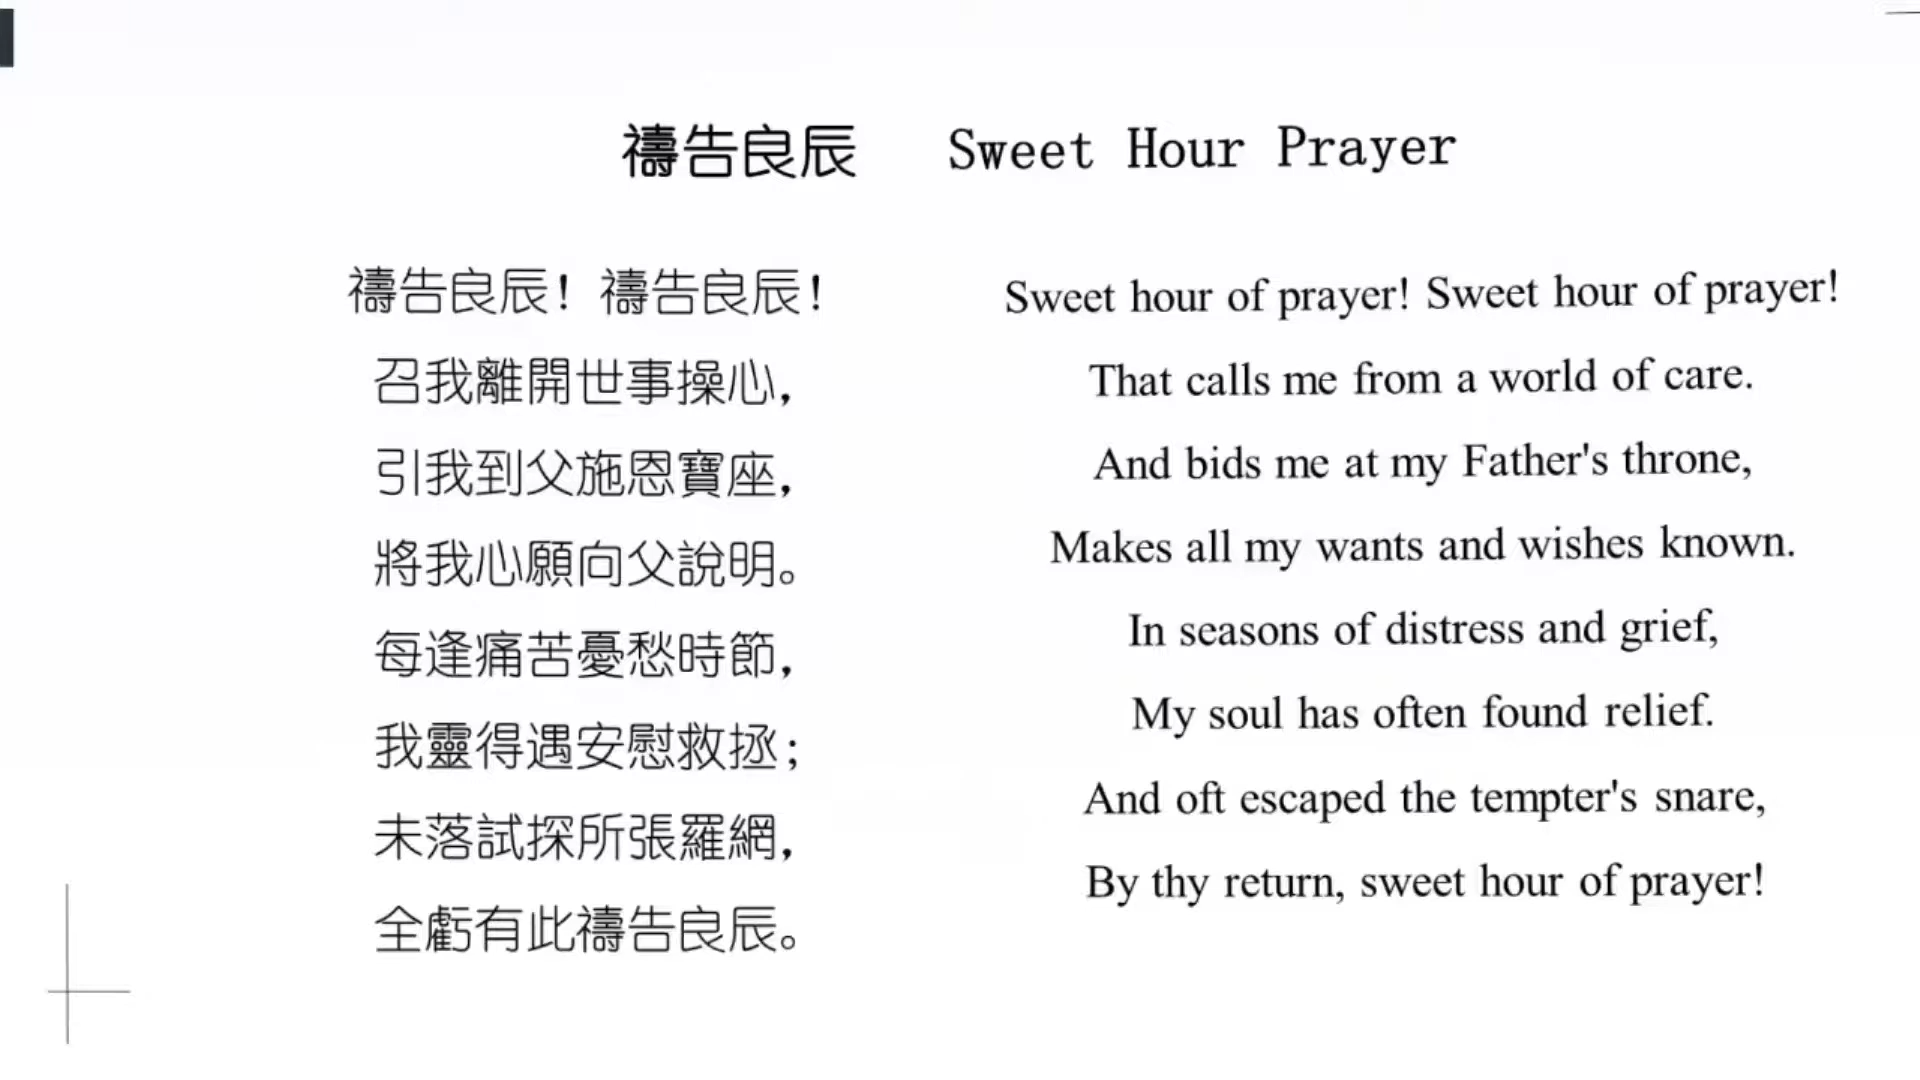 禱告良辰 Sweet Hour Prayer
禱告良辰！禱告良辰！
召我離開世事操心，
引我到父施恩寶座，
將我心願向父說明。
每逢痛苦憂愁時節，
我靈得遇安慰救拯；
未落試探所張羅網，
全虧有此禱告良辰。
Sweet hour of prayer! Sweet hour of prayer!
That calls me from a world of care.
And bids me at my Father's throne,
Makes all my wants and wishes known.
In seasons of distress and grief,
My soul has often found relief.
And oft escaped the tempter's snare,
By thy return, sweet hour of prayer!